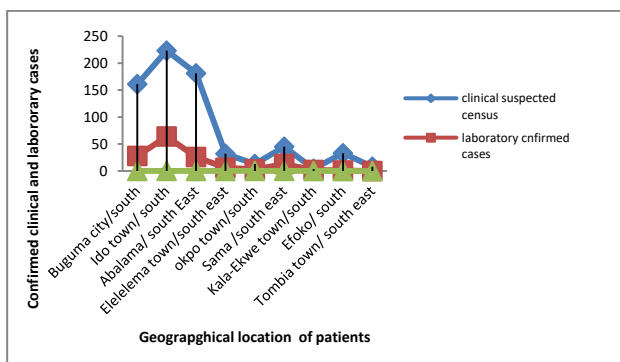 Confirmed clinical and labororary cases
250
200
150
100
50
0
Buguma city/south
Ido town/ south
Abalama/ south East
Elelelema town/south east
okpo town/south
Sama /south east
Kala-Ekwe town/south
Efoko/ south
Tombia town/ south east
Geograpghical location of patients
clinical suspected
census
laboratory cnfirmed
cases